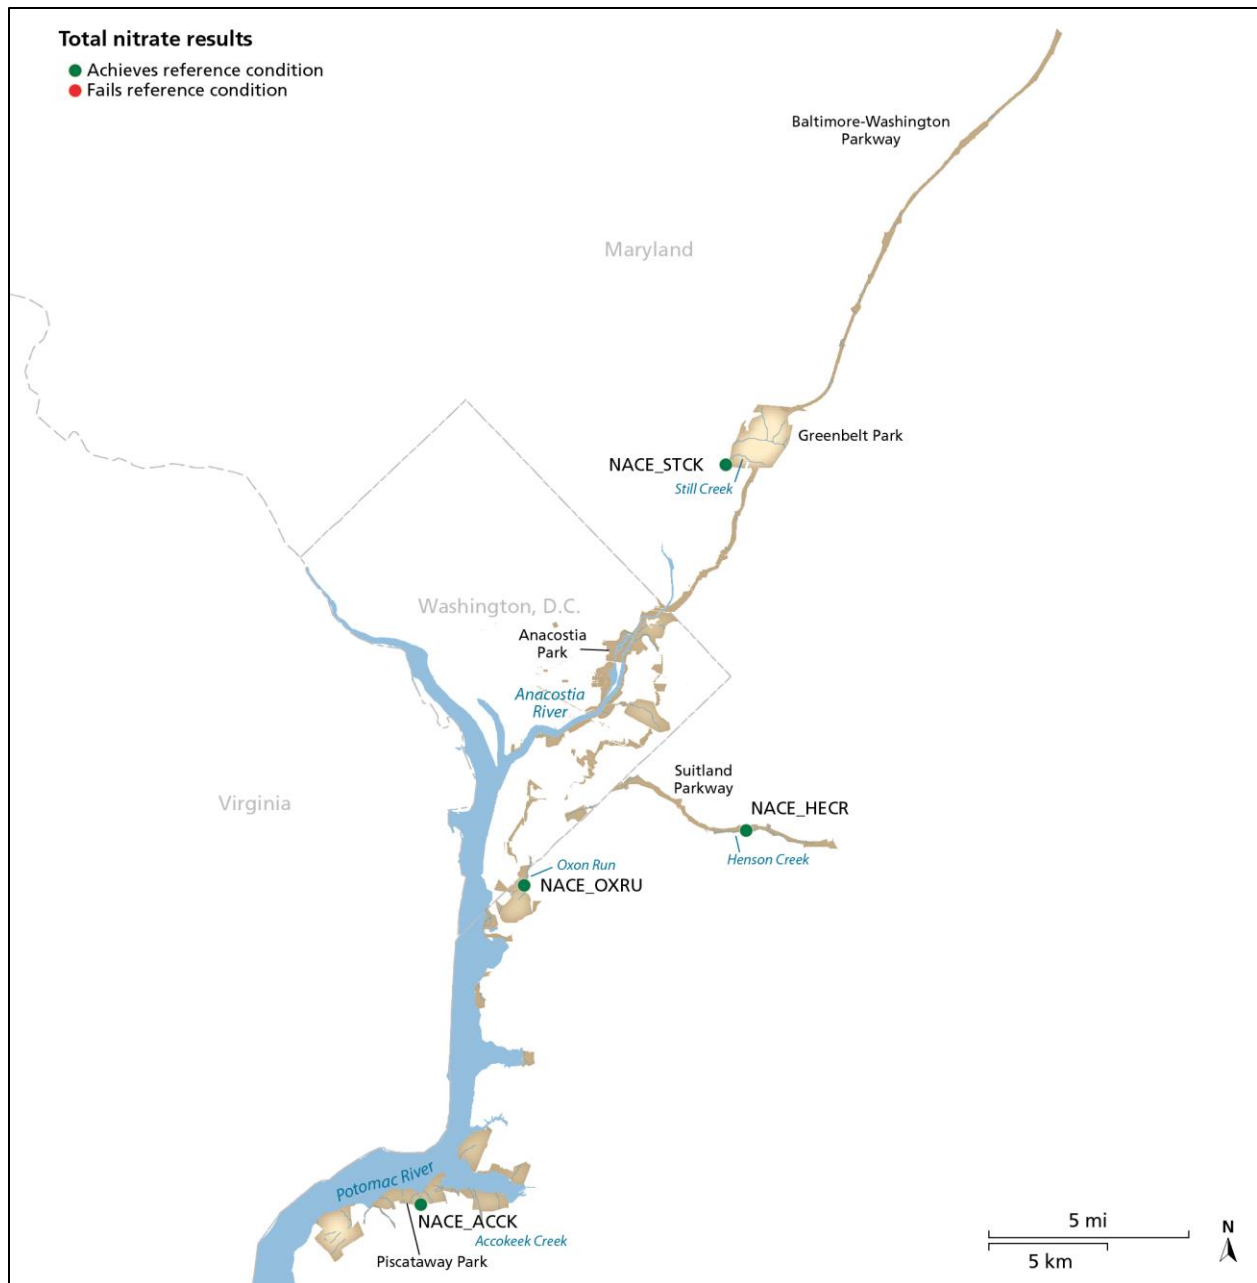 Total nitrate results
Achieves reference condition
Fails reference condition
Baltimore-Washington
Parkway
Maryland
Greenbelt Park
NACE_STCK
Still Creek
Washington, D.C.
Anacostia
Park
Anacostia
River
Suitland
Parkway
Virginia
NACE_HECR
Henson Creek
Oxon Run
NACE_OXRU
Potomac River
NACE_ACCK
Accokeek Creek
Piscataway Park
5 mi
5 km
N